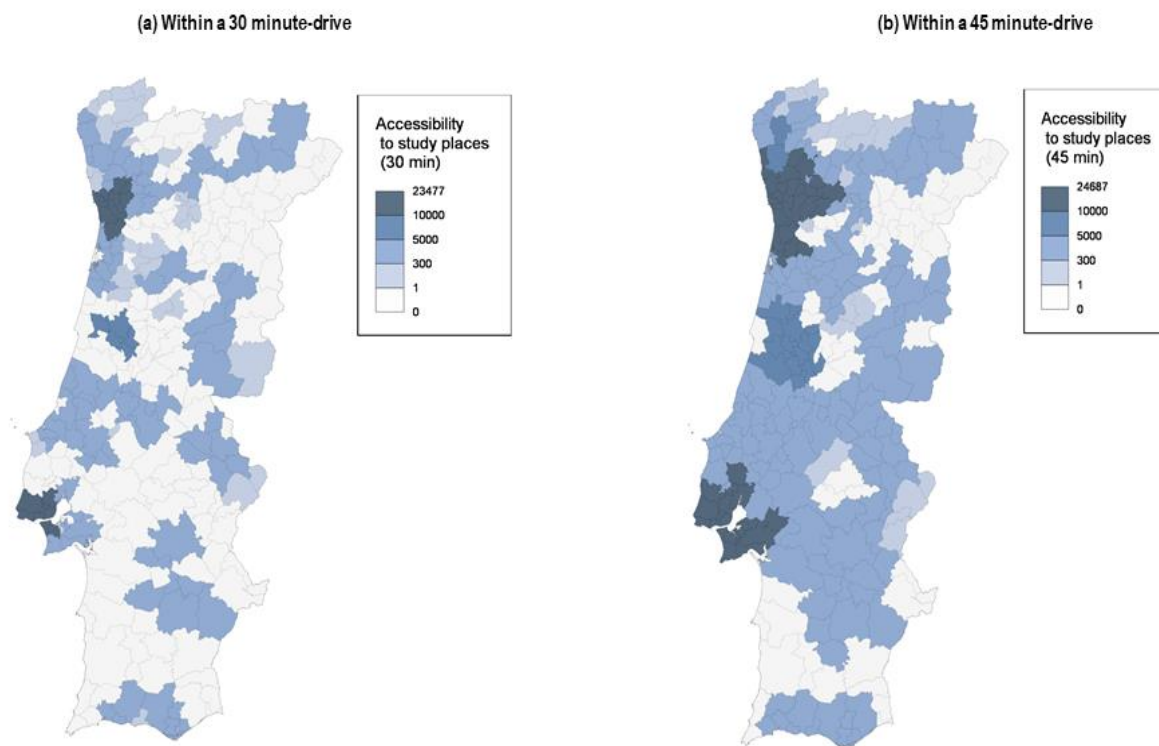 (a) Within a 30 minute-drive
(b) Within a 45 minute-drive
Accessibility
to study places
(30 min)
23477
10000
5000
300
1
0
Accessibility
to study places
(45 min)
24687
10000
5000
300
1
0